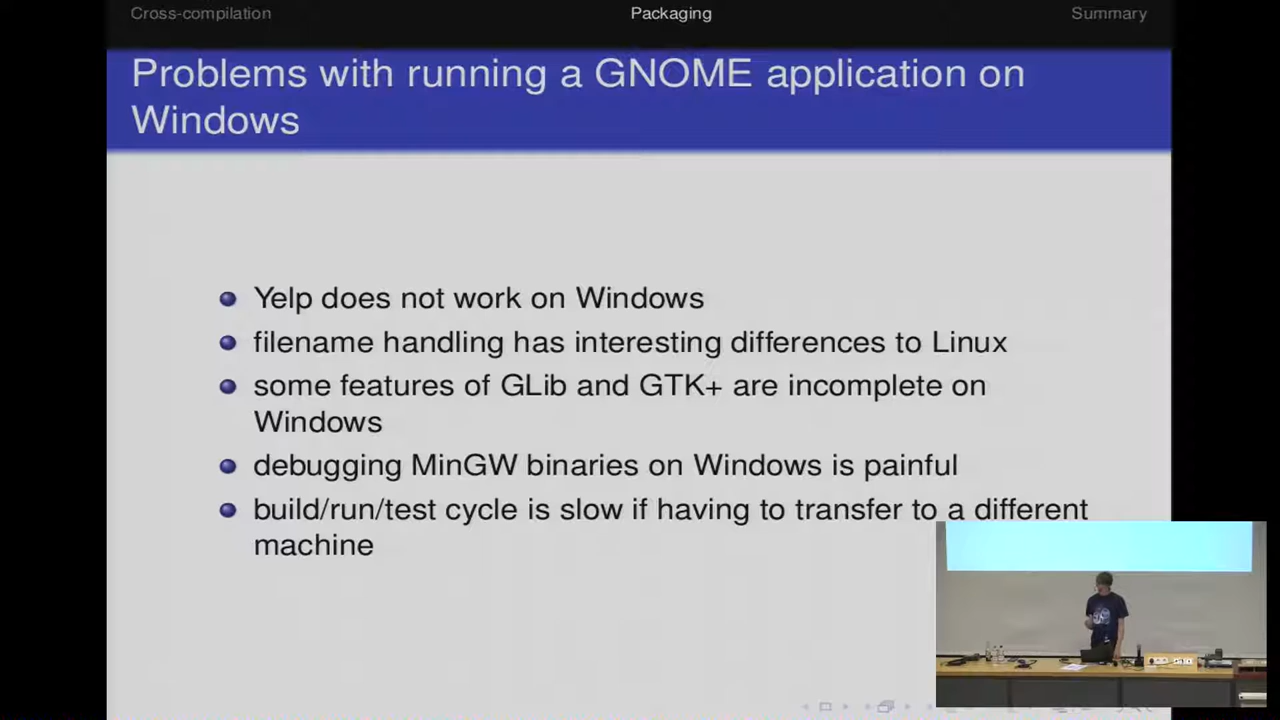 Cross-compilation Packaging Summary
Problems with running a GNOME application on
Windows
Yelp does not work on Windows
filename handling has interesting differences to Linux
some features of GLib and GTK+ are incomplete on
Windows
debugging MinGW binaries on Windows is painful
build/run/test cycle is slow if having to transfer to a different
machine